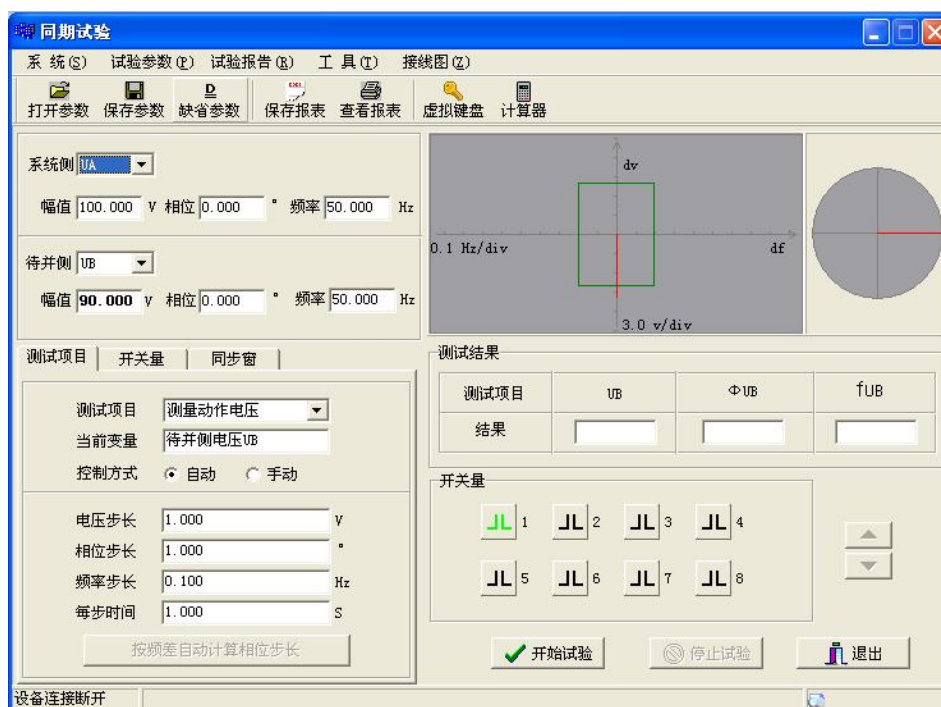 同期试验
系 统(S) 试验参数(P) 试验报告(R) 工 具(T) 接线图(Z)
D EXEL
打开参数 保存参数 缺省参数 保存报表 查看报表 虚拟键盘 计算器
系统侧 UA
幅值 100.000 V 相位 0.000 ° 频率 50.000 Hz
待并侧 UB
幅值 90.000 V 相位 0.000 ° 频率 50.000 Hz
dv
0.1 Hz/div df
3.0 v/div
测试项目 开关量 同步窗
测试项目 测量动作电压
当前变量 待并侧电压UB
控制方式 自动 手动
电压步长 1.000 V
相位步长 1.000 °
频率步长 0.100 Hz
每步时间 1.000 S
按频差自动计算相位步长
测试结果
测试项目 UB ΦUB fUB
结果
开关量
1 2 3 4
5 6 7 8
开始试验 停止试验 退出
设备连接断开